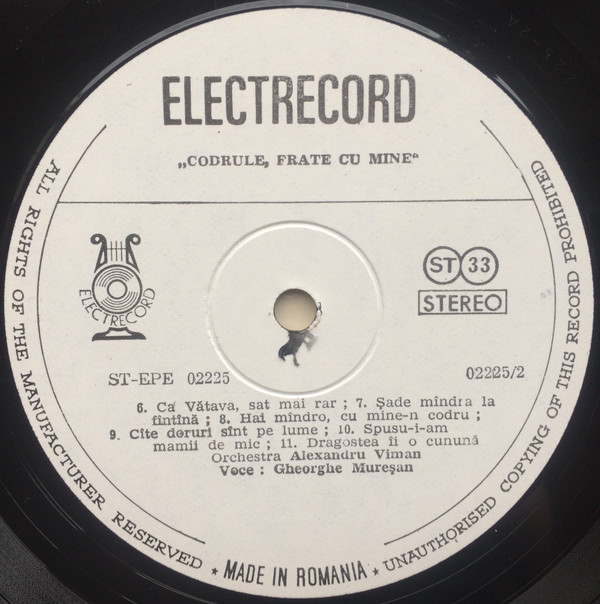 ELECTRECORD
„CODRULE, FRATE CU MINE“
ELECTRECORD
ST 33
STEREO
ST-EPE 02225
02225/2
6. Ca Vătava, sat mai rar ; 7. Șade mîndra la
fîntînă ; 8. Hai mîndro, cu mine-n codru ;
9. Cîte doruri sînt pe lume ; 10. Spusu-i-am
mamii de mic ; 11. Dragostea îi o cunună
Orchestra Alexandru Viman
Voce : Gheorghe Mureșan
ALL RIGHTS OF THE MANUFACTURER RESERVED ★ MADE IN ROMANIA ★ UNAUTHORISED COPYING OF THIS RECORD PROHIBITED